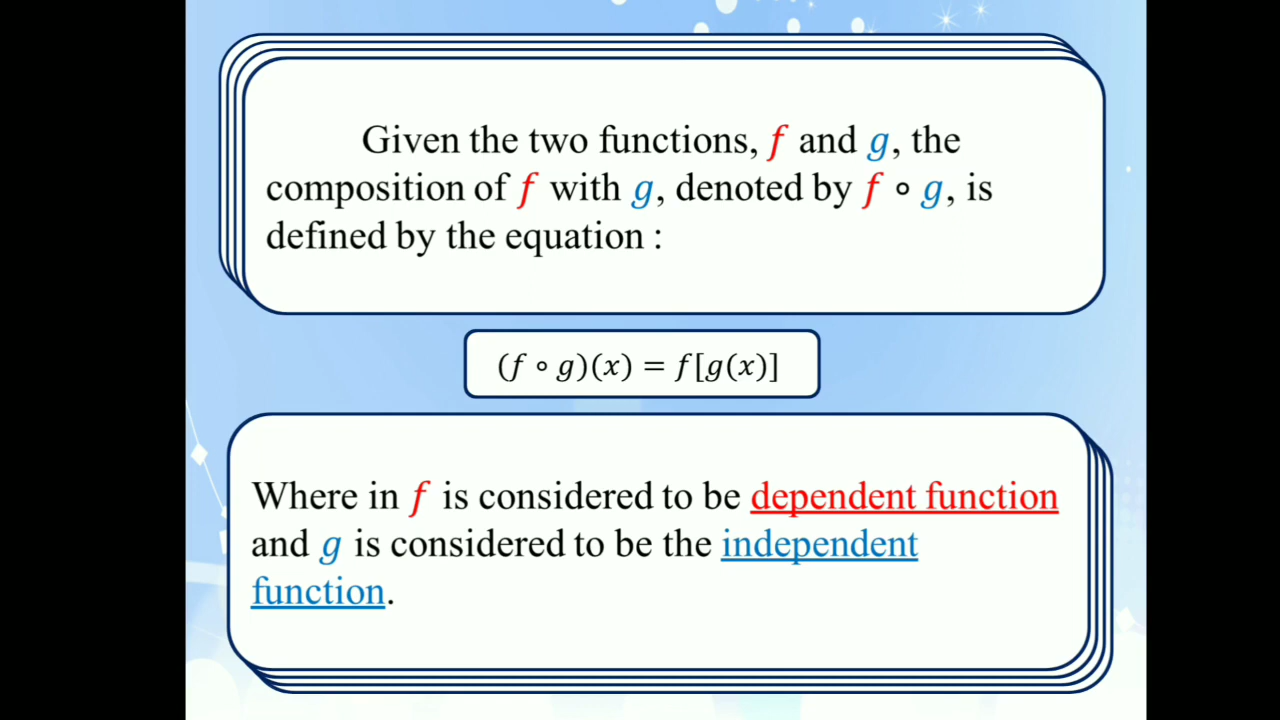 Given the two functions, f and g, the
composition of f with g, denoted by f ∘ g, is
defined by the equation :
(f ∘ g)(x) = f[g(x)]
Where in f is considered to be dependent function
and g is considered to be the independent
function.